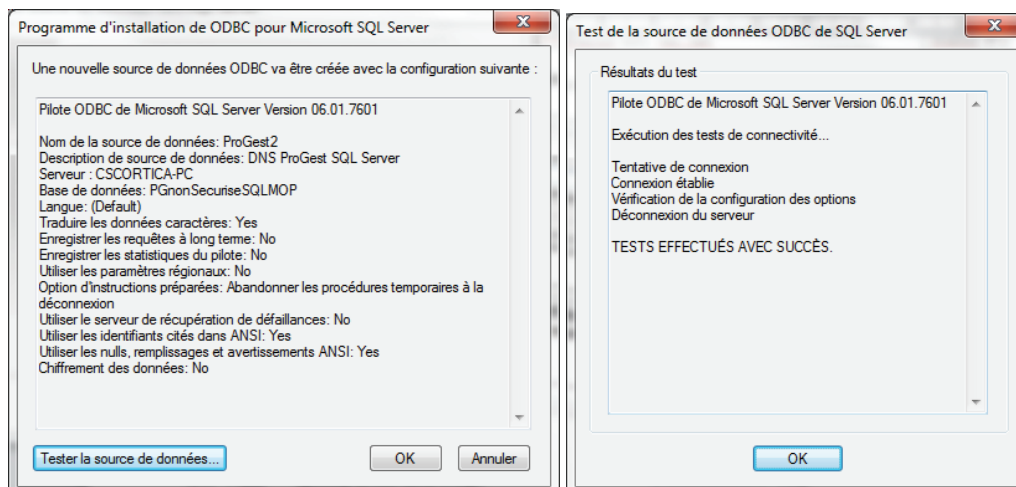 Programme d'installation de ODBC pour Microsoft SQL Server
Une nouvelle source de données ODBC va être créée avec la configuration suivante :
Pilote ODBC de Microsoft SQL Server Version 06.01.7601
Nom de la source de données: ProGest2
Description de source de données: DNS ProGest SQL Server
Serveur : CSCORTICA-PC
Base de données: PGnonSecuriseSQLMOP
Langue: (Default)
Traduire les données caractères: Yes
Enregistrer les requêtes à long terme: No
Enregistrer les statistiques du pilote: No
Utiliser les paramètres régionaux: No
Option d'instructions préparées: Abandonner les procédures temporaires à la
déconnexion
Utiliser le serveur de récupération de défaillances: No
Utiliser les identifiants cités dans ANSI: Yes
Utiliser les nulls, remplissages et avertissements ANSI: Yes
Chiffrement des données: No
Tester la source de données...
OK
Annuler
Test de la source de données ODBC de SQL Server
Résultats du test
Pilote ODBC de Microsoft SQL Server Version 06.01.7601
Exécution des tests de connectivité...
Tentative de connexion
Connexion établie
Vérification de la configuration des options
Déconnexion du serveur
TESTS EFFECTUÉS AVEC SUCCÈS.
OK